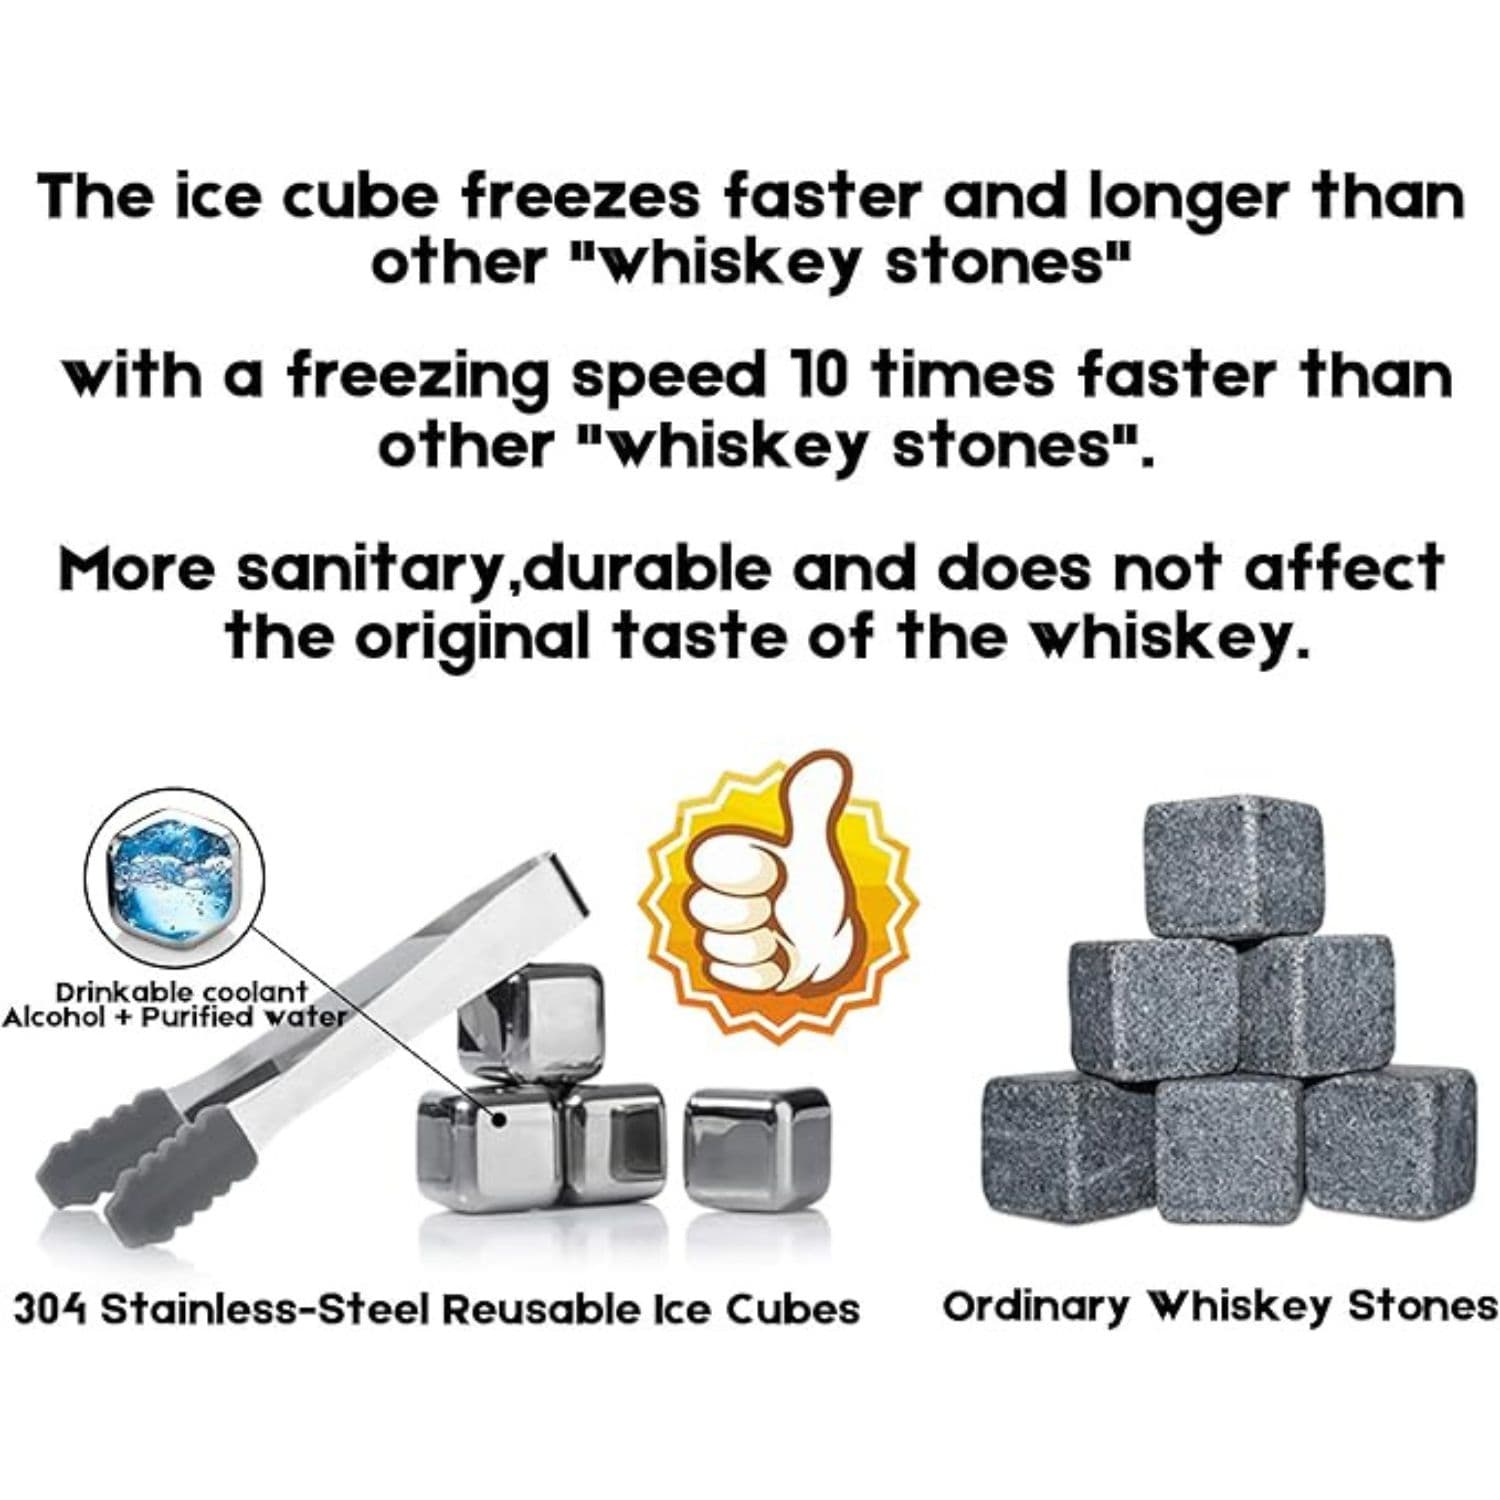 The ice cube freezes faster and longer than
other "whiskey stones"
with a freezing speed 10 times faster than
other "whiskey stones".
More sanitary,durable and does not affect
the original taste of the whiskey.
Drinkable coolant
Alcohol + Purified water
304 Stainless-Steel Reusable Ice Cubes
Ordinary Whiskey Stones